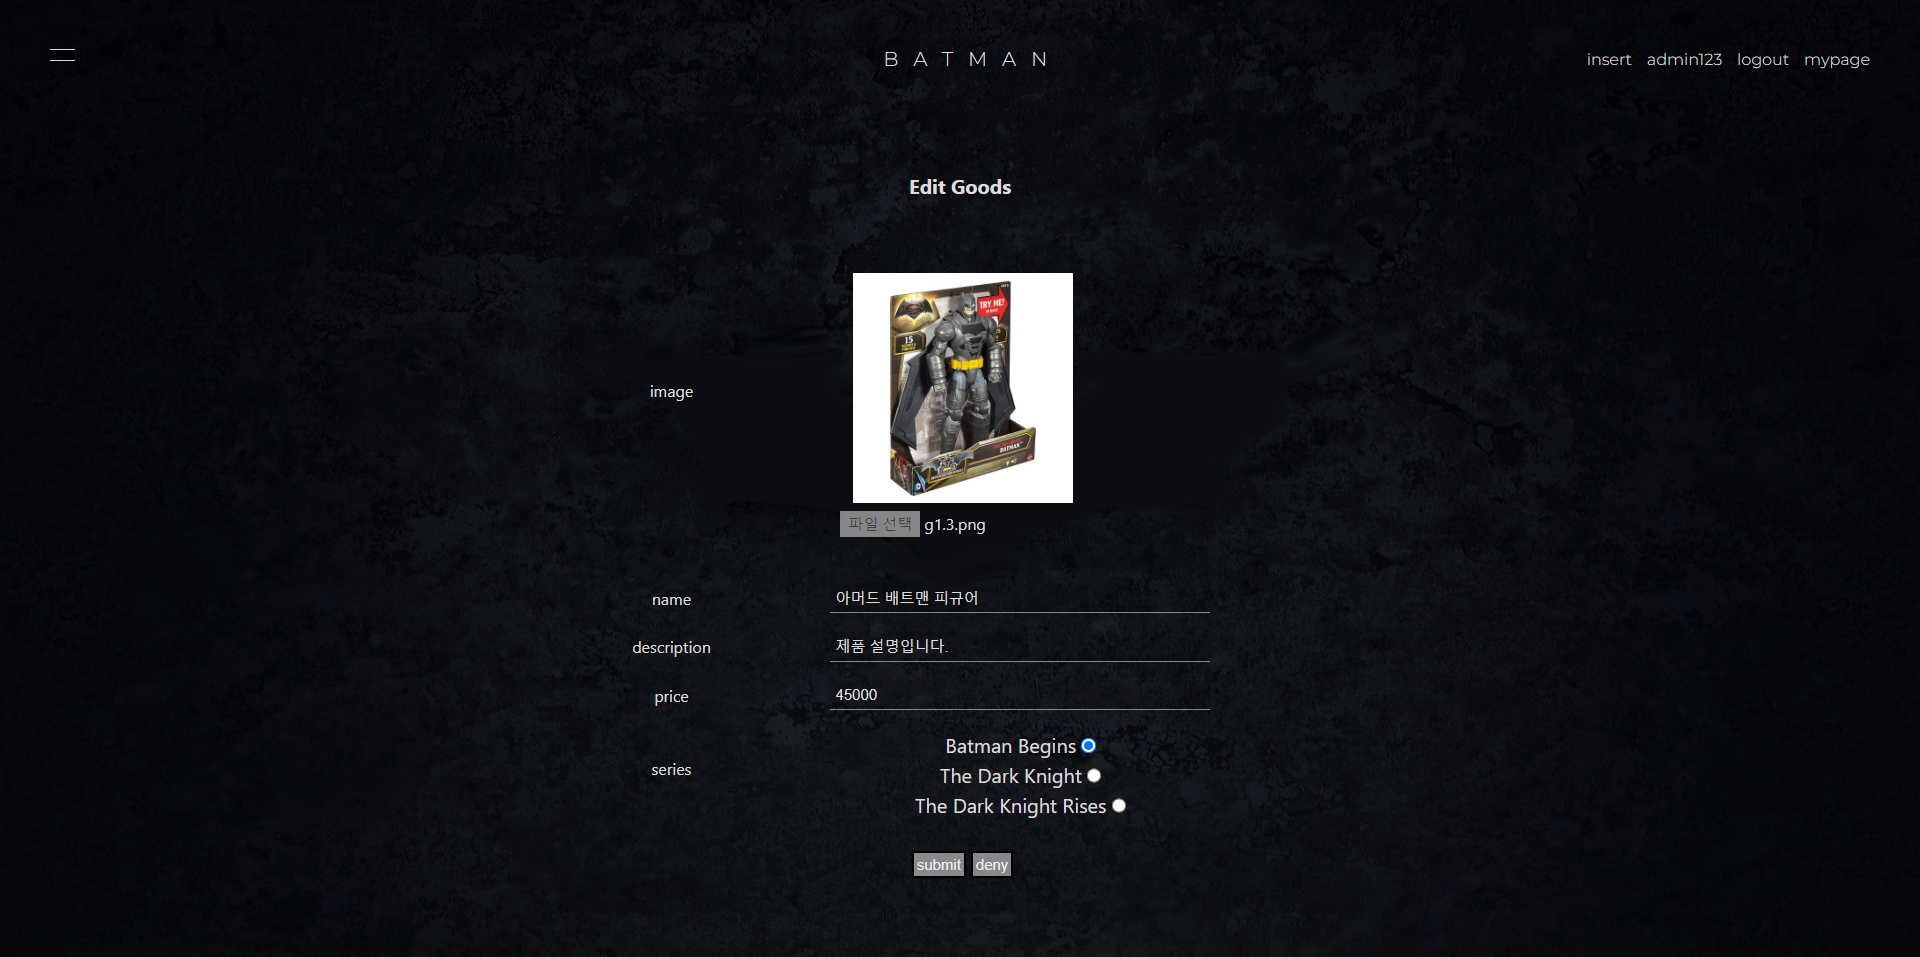 BATMAN
insert admin123 logout mypage
Edit Goods
TRY ME!
15
BATMAN
image
파일 선택 g1.3.png
name
아머드 배트맨 피규어
description
제품 설명입니다.
price
45000
series
Batman Begins
The Dark Knight
The Dark Knight Rises
submit deny